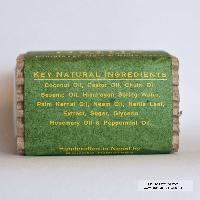 KEY NATURAL INGREDIENTS
Coconut Oil, Castor Oil, Chiuri Oil,
Sesame Oil, Himalayan Spring Water,
Palm Kernal Oil, Neem Oil, Nettle Leaf,
Extract, Sugar, Glycerin
Rosemary Oil & Peppermint Oil.
Handcrafted in Nepal by